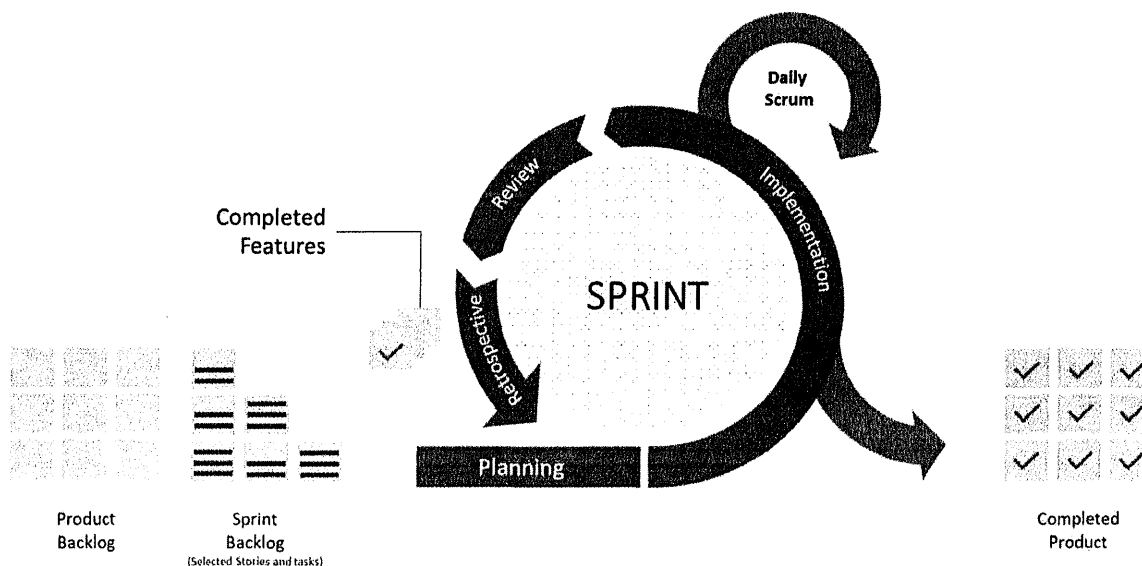 Daily
Scrum
Review
Implementation
Completed
Features
SPRINT
Retrospective
Planning
Product
Backlog
Sprint
Backlog
(Selected Stories and tasks)
Completed
Product